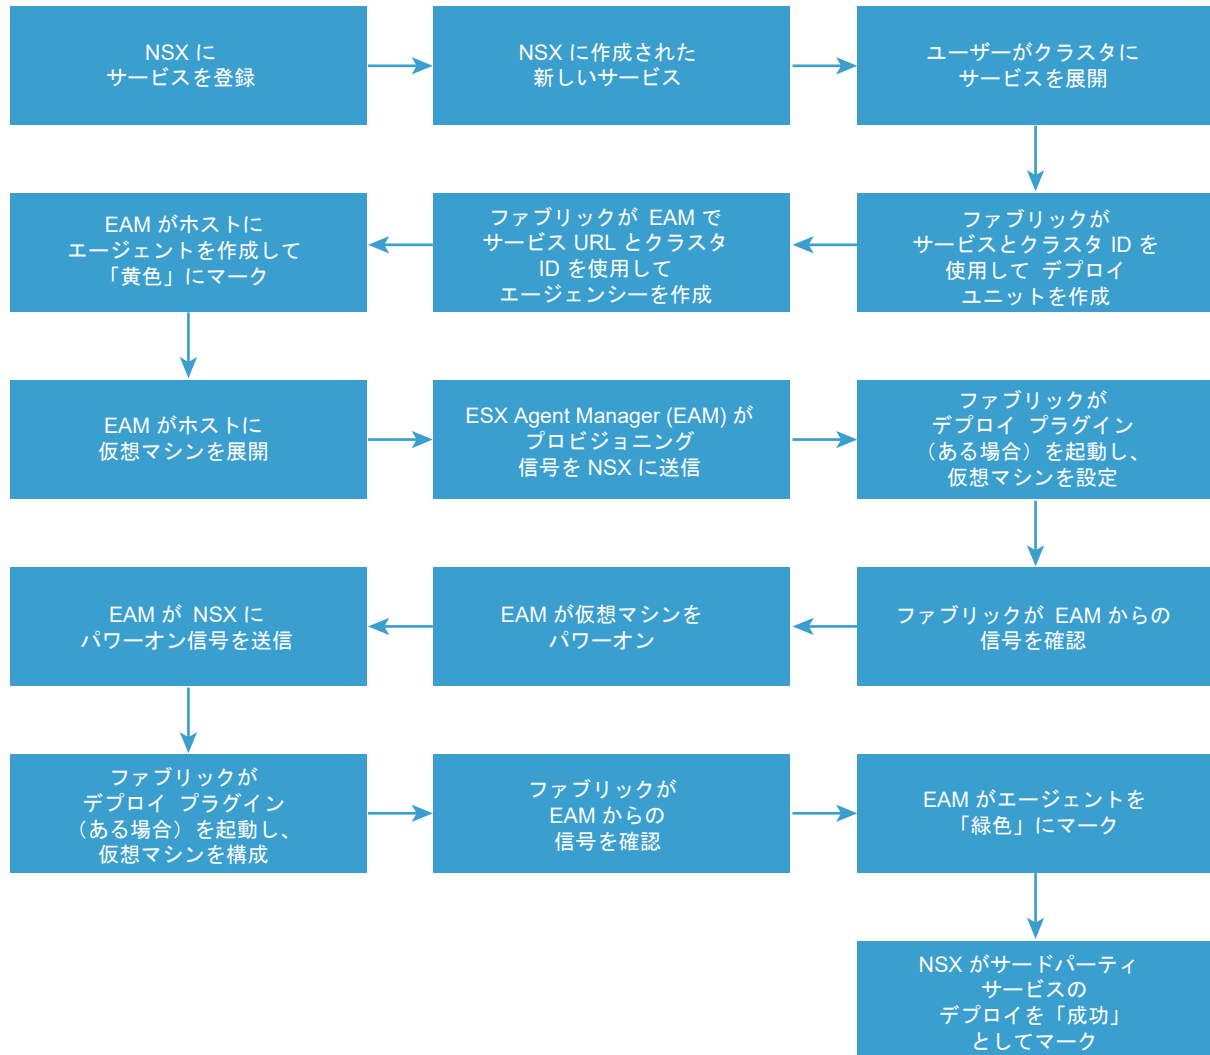 NSX に
サービスを登録
NSX に作成された
新しいサービス
ユーザーがクラスタに
サービスを展開
ファブリックが
サービスとクラスタ ID を
使用して デプロイ
ユニットを作成
ファブリックが EAM で
サービス URL とクラスタ
ID を使用して
エージェンシーを作成
EAM がホストに
エージェントを作成して
「黄色」にマーク
EAM がホストに
仮想マシンを展開
ESX Agent Manager (EAM) が
プロビジョニング
信号を NSX に送信
ファブリックが
デプロイ プラグイン
（ある場合）を起動し、
仮想マシンを設定
ファブリックが EAM からの
信号を確認
EAM が仮想マシンを
パワーオン
EAM が NSX に
パワーオン信号を送信
ファブリックが
デプロイ プラグイン
（ある場合）を起動し、
仮想マシンを構成
ファブリックが
EAM からの
信号を確認
EAM がエージェントを
「緑色」にマーク
NSX がサードパーティ
サービスの
デプロイを「成功」
としてマーク